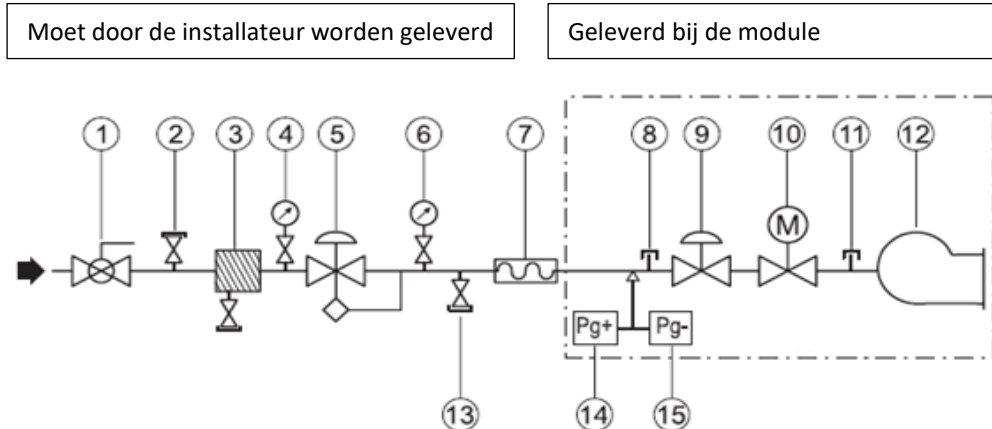 Moet door de installateur worden geleverd
Geleverd bij de module
1 2 3 4 5 6 7 8 9 10 11 12
M
Pg+ Pg-
13 14 15